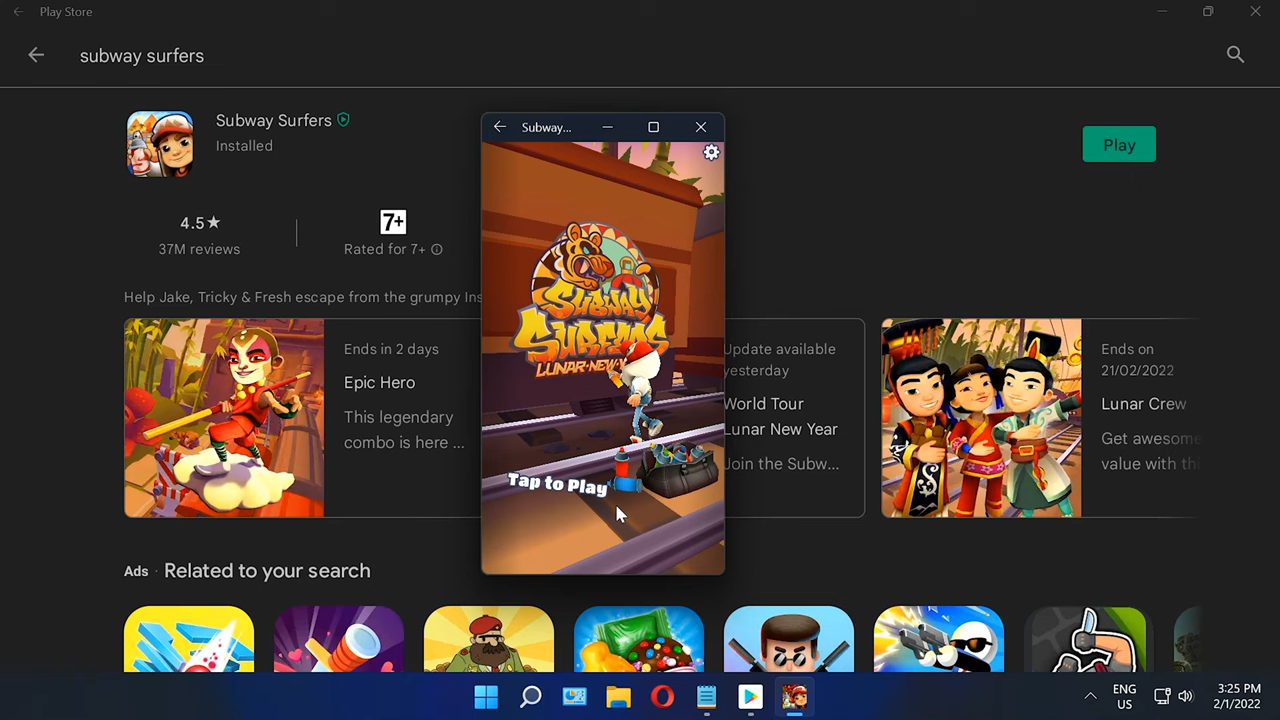 Play Store
subway surfers
Subway Surfers
Installed
Play
4.5★
37M reviews
7+
Rated for 7+
Help Jake, Tricky & Fresh escape from the grumpy Ins
Subway...
SUBWAY
SURFERS
LUNAR NEW Y
Tap to Play
Ends in 2 days
Epic Hero
This legendary
combo is here ...
Update available
yesterday
World Tour
Lunar New Year
Join the Subw...
Ends on
21/02/2022
Lunar Crew
Get awesome
value with thi
Ads · Related to your search
ENG
US
3:25 PM
2/1/2022